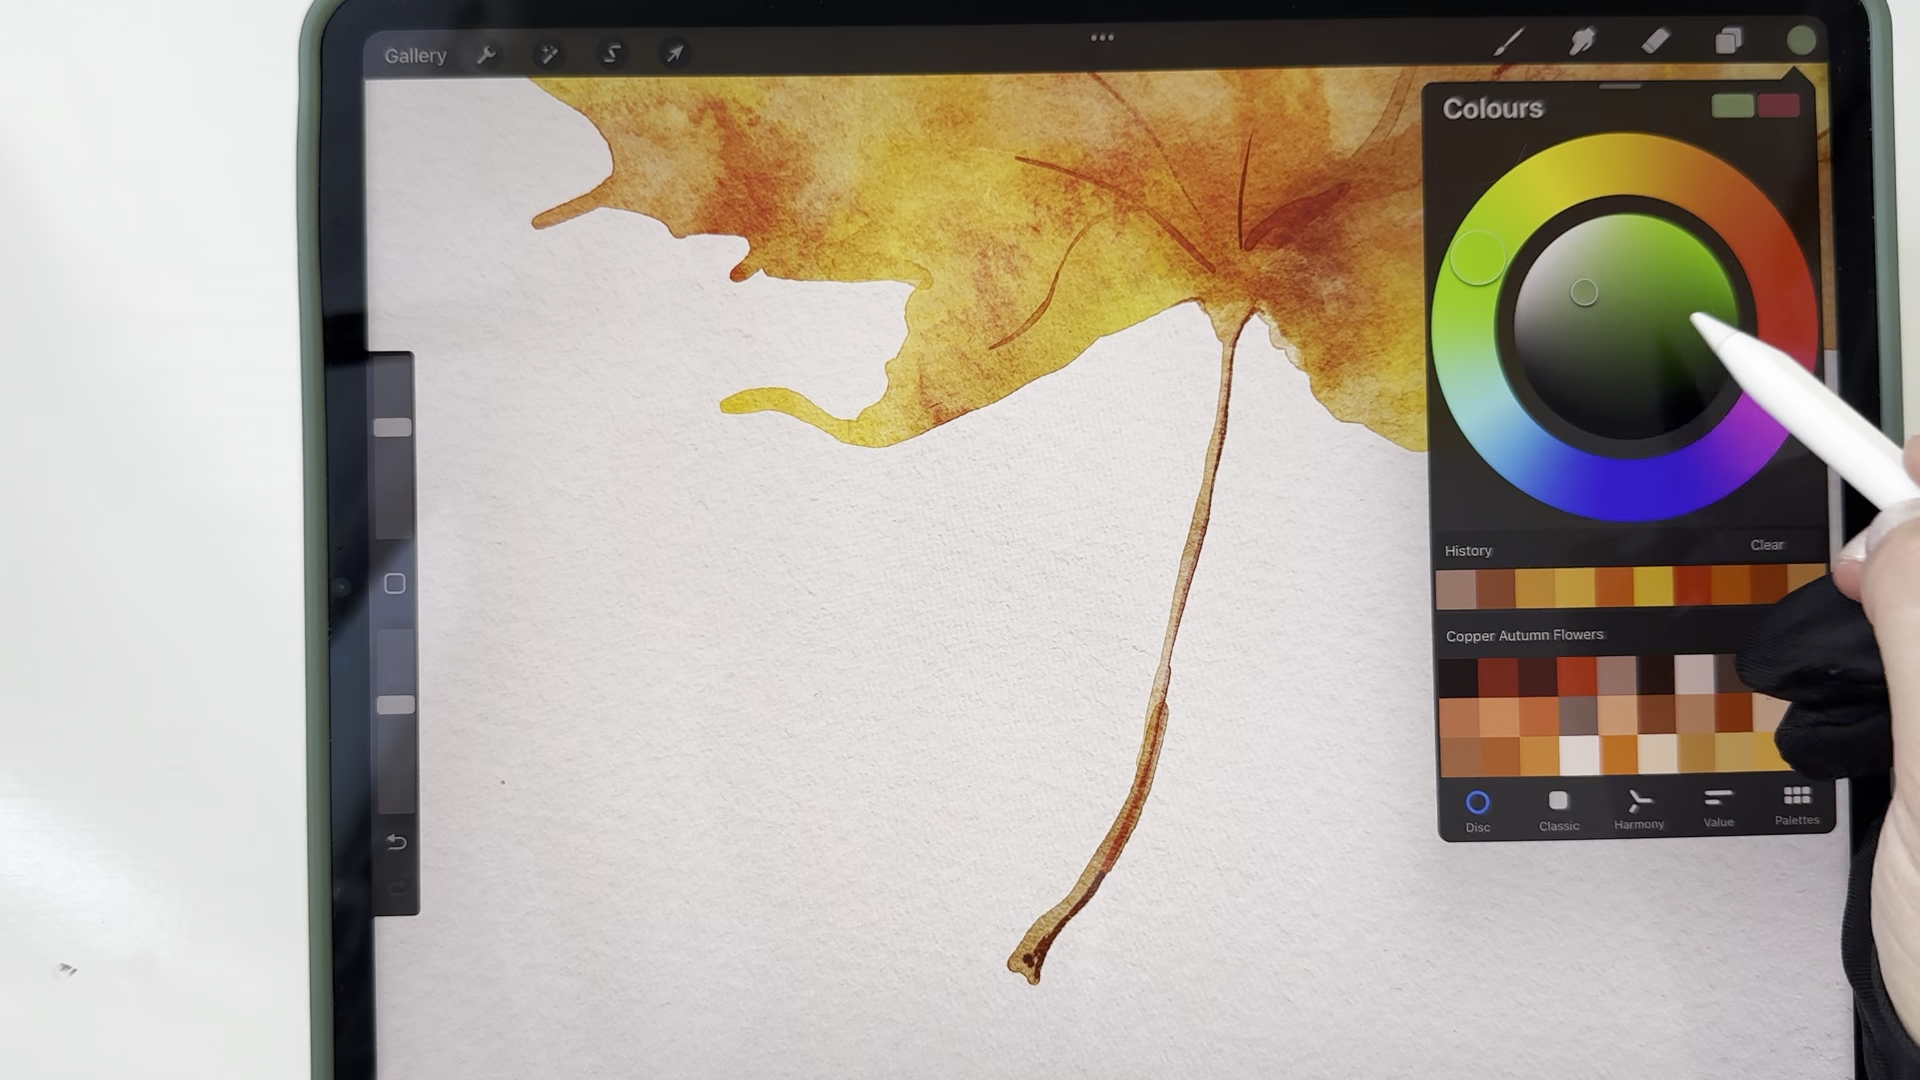 Gallery
Colours
History
Clear
Copper Autumn Flowers
Disc
Classic
Harmony
Value
Palettes